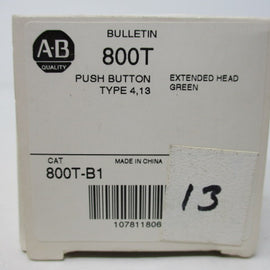 BULLETIN
A-B
QUALITY
800T
PUSH BUTTON
TYPE 4,13
EXTENDED HEAD
GREEN
CAT
MADE IN CHINA
800T-B1
13
107811806